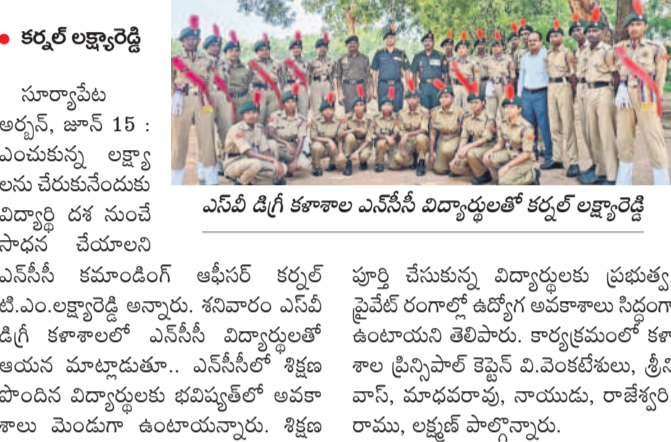 ● కర్నల్ లక్ష్యారెడ్డి
సూర్యాపేట
అర్బన్, జూన్ 15 :
ఎంచుకున్న లక్ష్యా
లను చేరుకునేందుకు
విద్యార్థి దశ నుంచే
సాధన చేయాలని
ఎన్‌సీసీ కమాండింగ్ ఆఫీసర్ కర్నల్
టి.ఎం.లక్ష్యారెడ్డి అన్నారు. శనివారం ఎస్‌వీ
డిగ్రీ కళాశాలలో ఎన్‌సీసీ విద్యార్థులతో
ఆయన మాట్లాడుతూ.. ఎన్‌సీసీలో శిక్షణ
పొందిన విద్యార్థులకు భవిష్యత్‌లో అవకా
శాలు మెండుగా ఉంటాయన్నారు. శిక్షణ
ఎస్‌వీ డిగ్రీ కళాశాల ఎన్‌సీసీ విద్యార్థులతో కర్నల్ లక్ష్యారెడ్డి
పూర్తి చేసుకున్న విద్యార్థులకు ప్రభుత్వ
ప్రైవేట్ రంగాల్లో ఉద్యోగ అవకాశాలు సిద్ధంగా
ఉంటాయని తెలిపారు. కార్యక్రమంలో కళా
శాల ప్రిన్సిపాల్ కెప్టెన్ వి.వెంకటేశులు, శ్రీని
వాస్, మాధవరావు, నాయుడు, రాజేశ్వరి
రాము, లక్ష్మణ్ పాల్గొన్నారు.